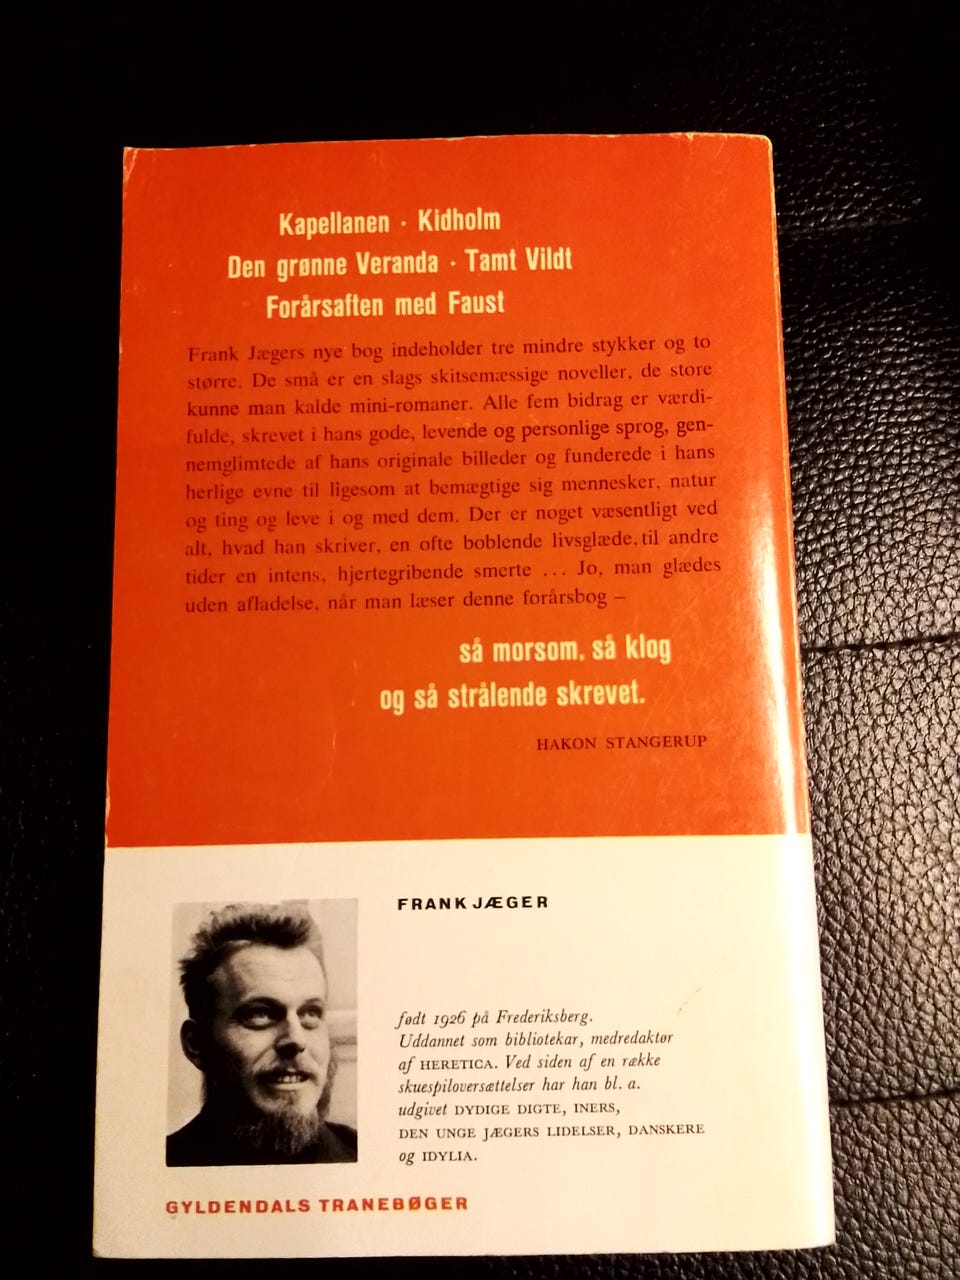 Kapellanen · Kidholm
Den grønne Veranda · Tamt Vildt
Forårsaften med Faust
Frank Jægers nye bog indeholder tre mindre stykker og to
større. De små er en slags skitsemæssige noveller, de store
kunne man kalde mini-romaner. Alle fem bidrag er værdi-
fulde, skrevet i hans gode, levende og personlige sprog, gen-
nemglimtede af hans originale billeder og funderede i hans
herlige evne til ligesom at bemægtige sig mennesker, natur
og ting og leve i og med dem. Der er noget væsentligt ved
alt, hvad han skriver, en ofte boblende livsglæde, til andre
tider en intens, hjertegribende smerte ... Jo, man glædes
uden afladelse, når man læser denne forårsbog –
så morsom, så klog
og så strålende skrevet.
HAKON STANGERUP
FRANK JÆGER
født 1926 på Frederiksberg.
Uddannet som bibliotekar, medredaktør
af HERETICA. Ved siden af en række
skuespiloversættelser har han bl. a.
udgivet DYDIGE DIGTE, INERS,
DEN UNGE JÆGERS LIDELSER, DANSKERE
og IDYLIA.
GYLDENDALS TRANEBØGER